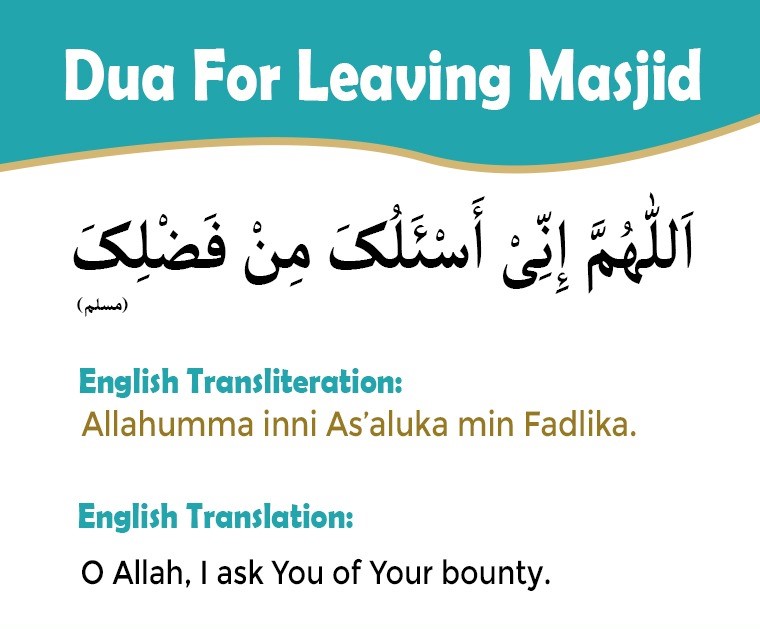 Dua For Leaving Masjid
اَللّٰهُمَّ إِنِّیْ أَسْئَلُکَ مِنْ فَضْلِکَ
(مسلم)
English Transliteration:
Allahumma inni As’aluka min Fadlika.
English Translation:
O Allah, I ask You of Your bounty.